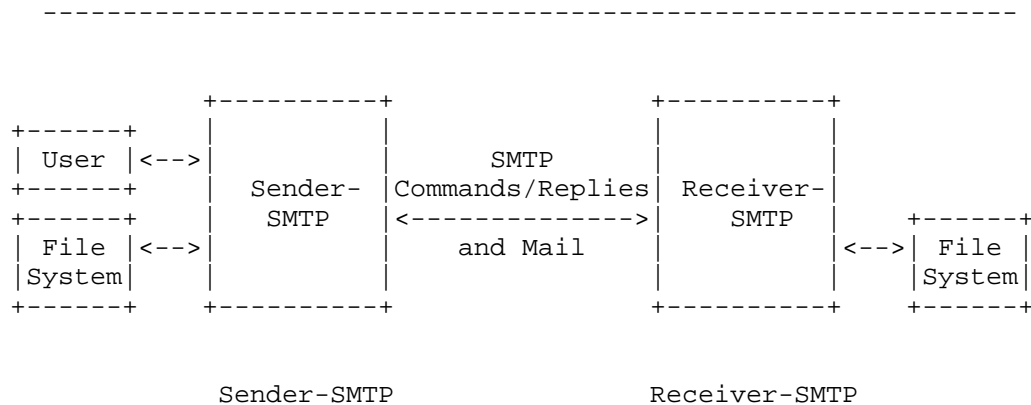 User SMTP
Sender- Commands/Replies Receiver-
SMTP SMTP
File and Mail File
System System
Sender-SMTP Receiver-SMTP